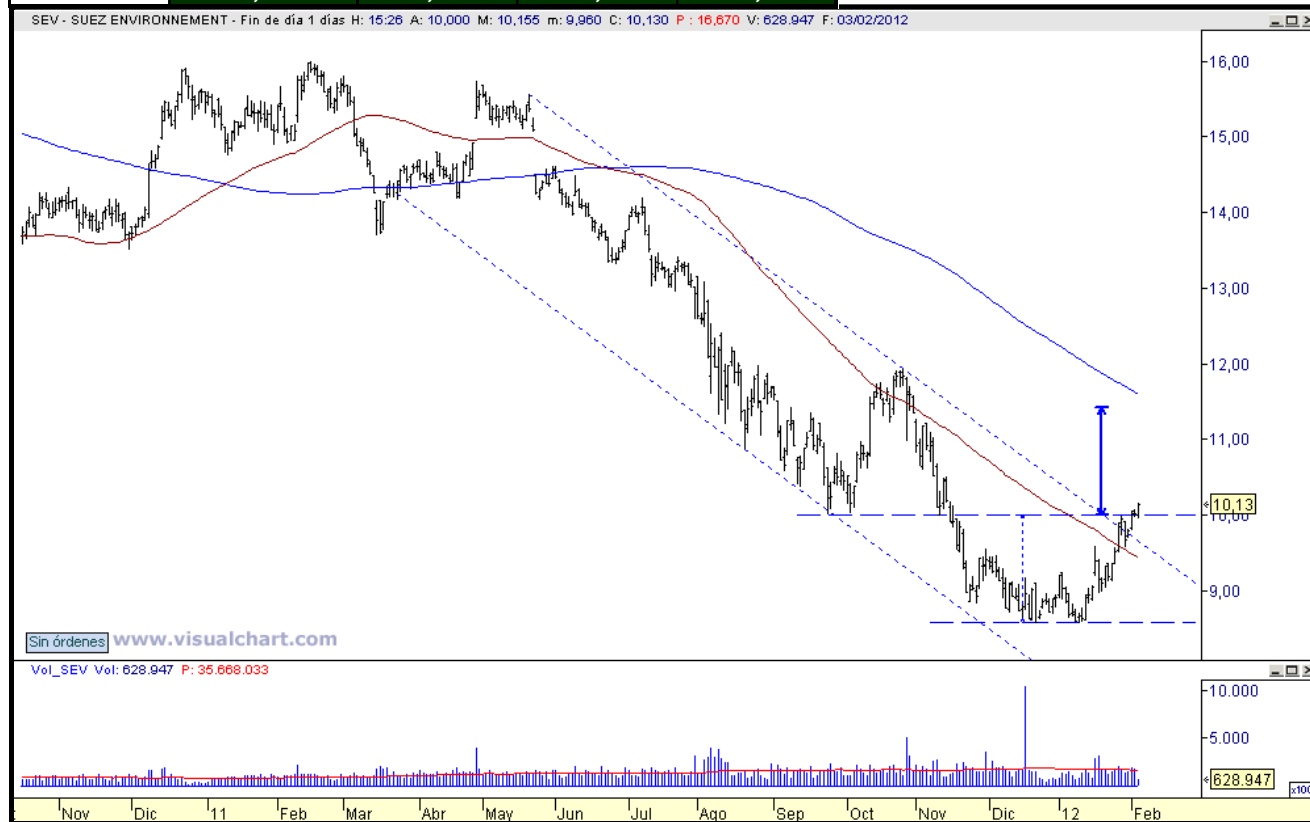 SEV - SUEZ ENVIRONNEMENT - Fin de día 1 días H: 15:26 A: 10,000 M: 10,155 m: 9,960 C: 10,130 P : 16,670 V: 628.947 F: 03/02/2012
16,00
15,00
14,00
13,00
12,00
11,00
10,13
10,00
9,00
Sin órdenes www.visualchart.com
Vol_SEV Vol: 628.947 P: 35.668.033
10.000
5.000
628.947
x100
Nov Dic 11 Feb Mar Abr May Jun Jul Ago Sep Oct Nov Dic 12 Feb